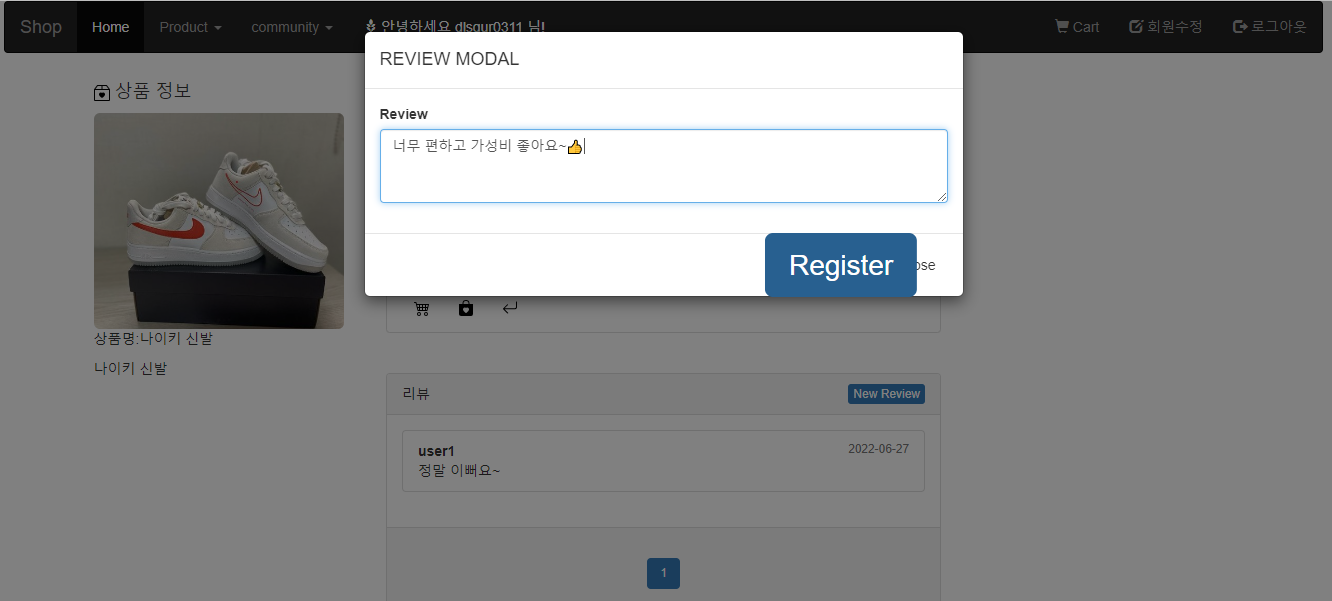 Shop Home Product community 안녕하세요 dlsgur0311 님! Cart 회원수정 로그아웃
REVIEW MODAL
Review
너무 편하고 가성비 좋아요~👍
Register
상품 정보
상품명:나이키 신발
나이키 신발
리뷰 New Review
user1 2022-06-27
정말 이뻐요~
1